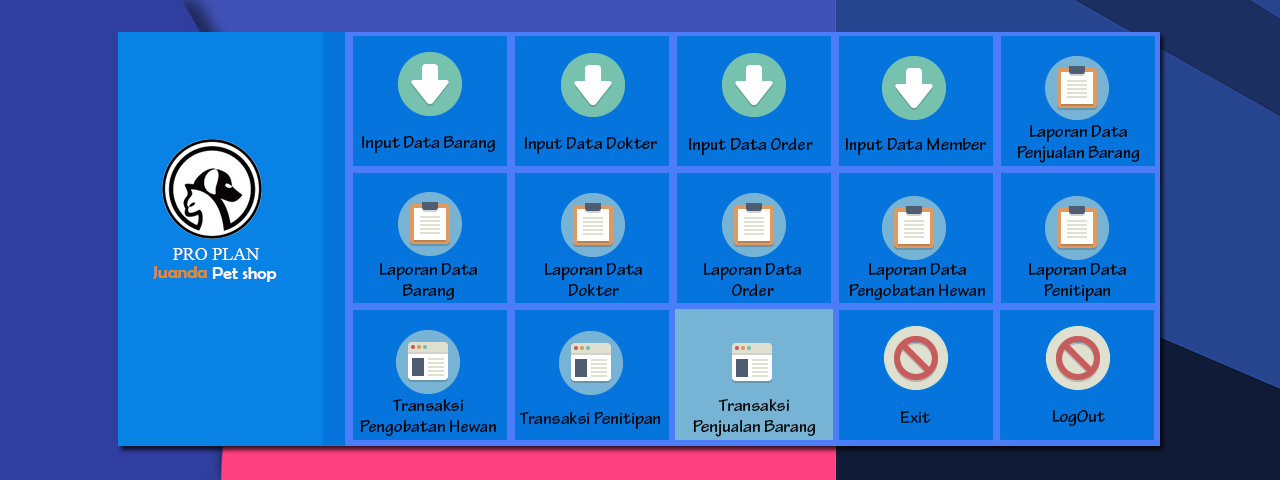 PRO PLAN
Juanda Pet shop
Input Data Barang
Input Data Dokter
Input Data Order
Input Data Member
Laporan Data
Penjualan Barang
Laporan Data
Barang
Laporan Data
Dokter
Laporan Data
Order
Laporan Data
Pengobatan Hewan
Laporan Data
Penitipan
Transaksi
Pengobatan Hewan
Transaksi Penitipan
Transaksi
Penjualan Barang
Exit
LogOut